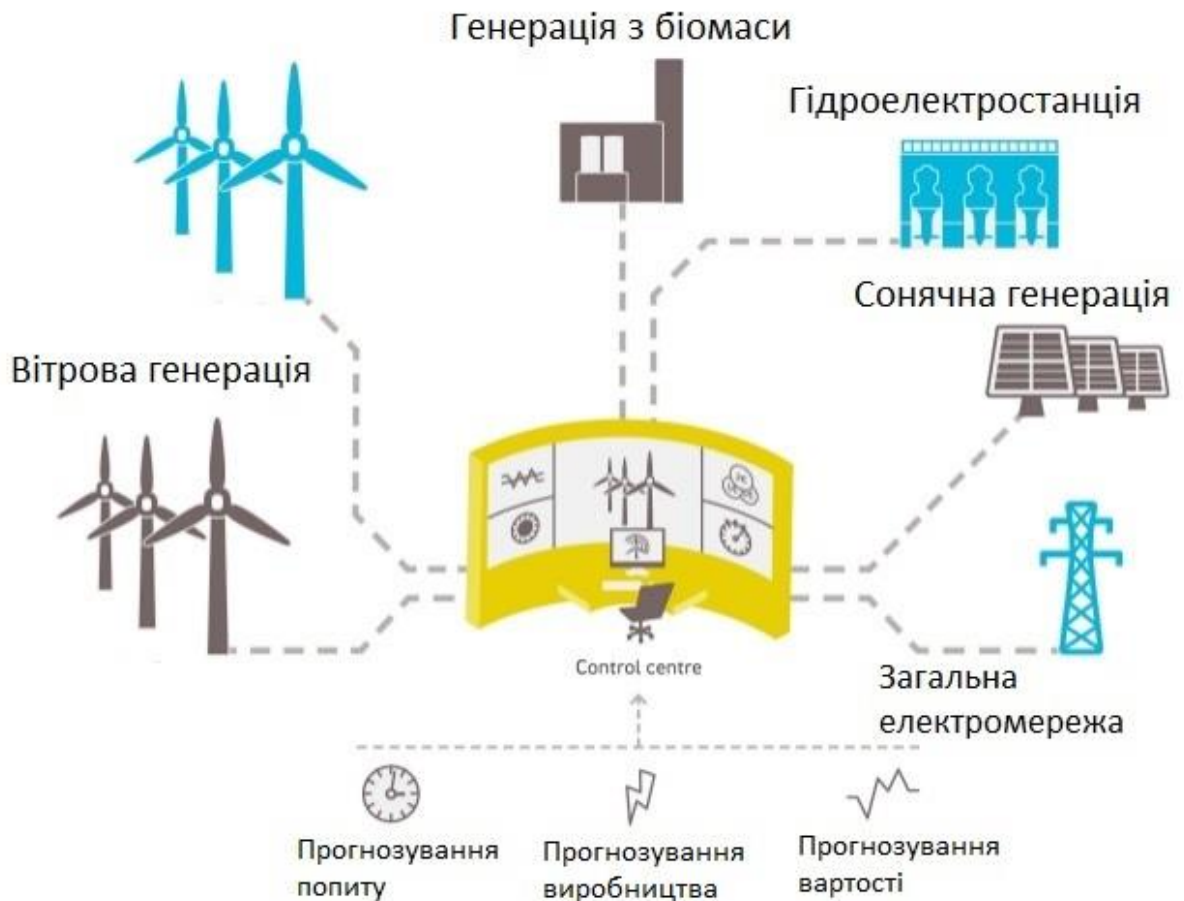 Генерація з біомаси
Гідроелектростанція
Сонячна генерація
Вітрова генерація
Control centre
Загальна
електромережа
Прогнозування
попиту
Прогнозування
виробництва
Прогнозування
вартості